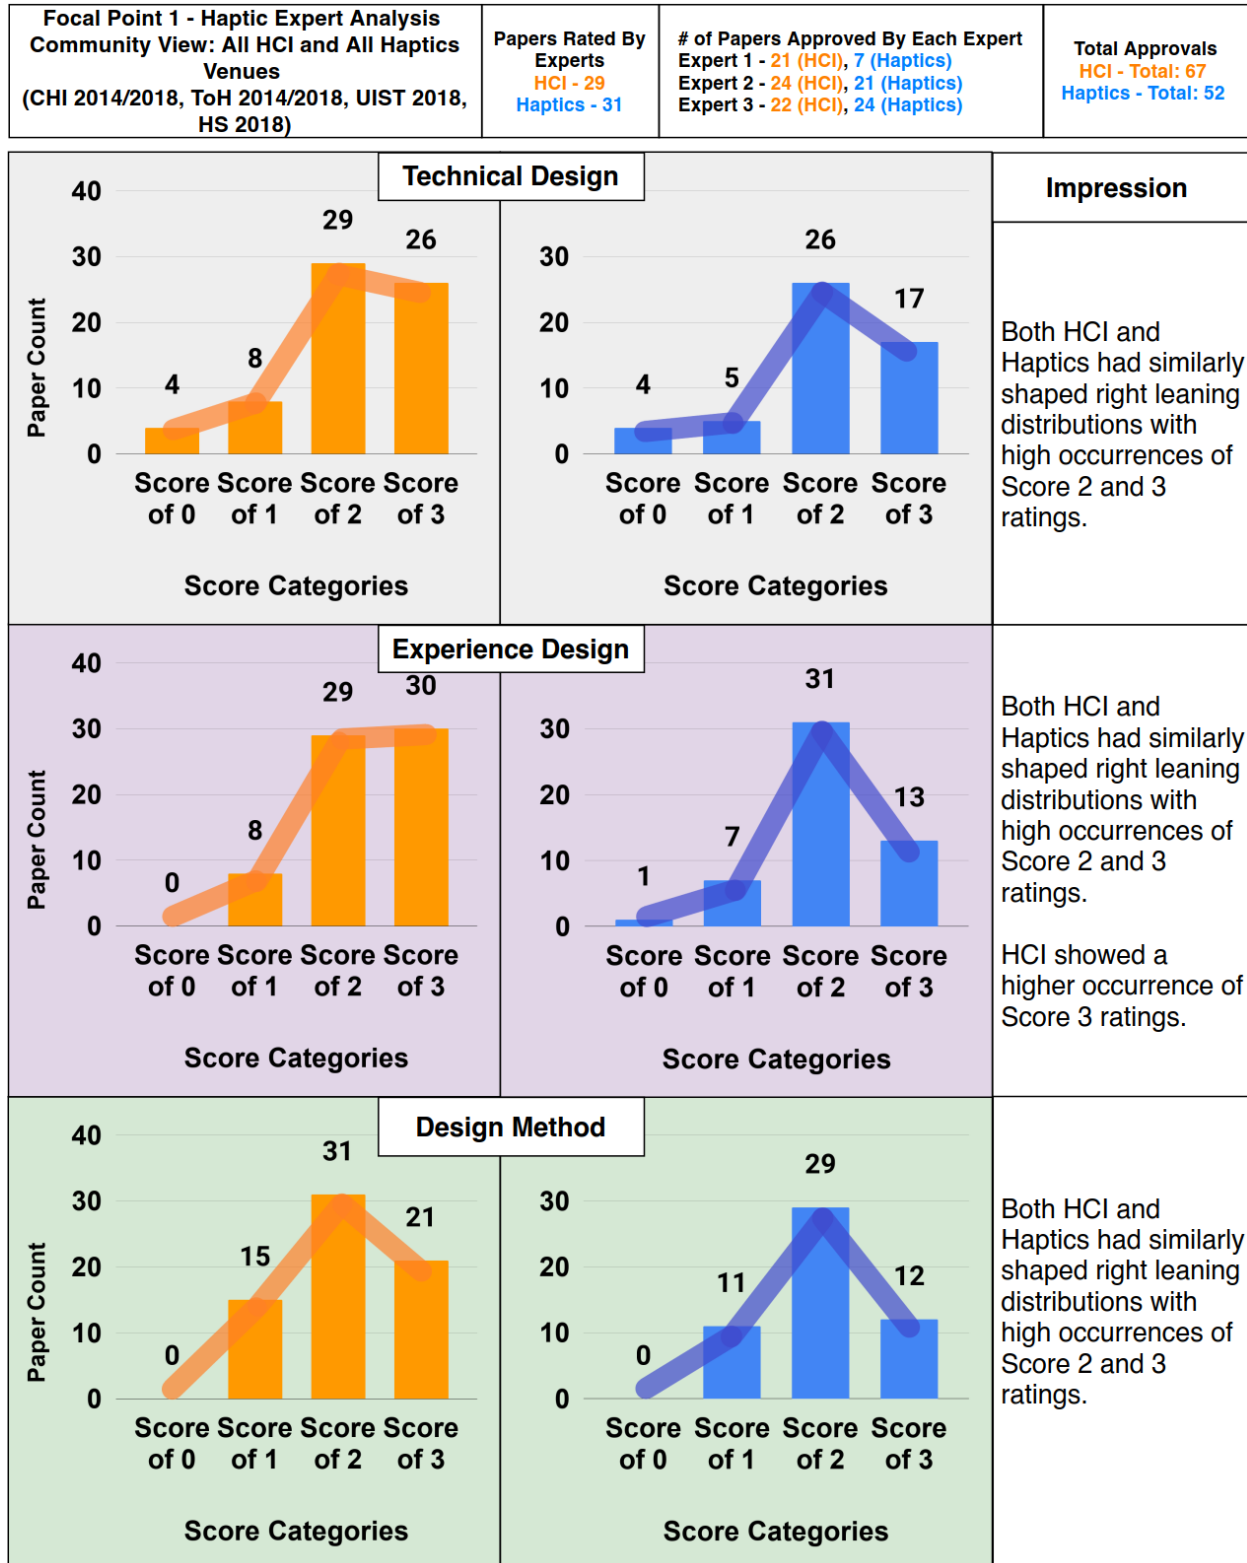 Focal Point 1 - Haptic Expert Analysis
Community View: All HCI and All Haptics
Venues
(CHI 2014/2018, ToH 2014/2018, UIST 2018,
HS 2018)
Papers Rated By
Experts
HCI - 29
Haptics - 31
# of Papers Approved By Each Expert
Expert 1 - 21 (HCI), 7 (Haptics)
Expert 2 - 24 (HCI), 21 (Haptics)
Expert 3 - 22 (HCI), 24 (Haptics)
Total Approvals
HCI - Total: 67
Haptics - Total: 52
Technical Design
Impression
Paper Count
40
30
20
10
0
4
8
29
26
Score of 0
Score of 1
Score of 2
Score of 3
Score Categories
30
20
10
0
4
5
26
17
Score of 0
Score of 1
Score of 2
Score of 3
Score Categories
Both HCI and
Haptics had similarly
shaped right leaning
distributions with
high occurrences of
Score 2 and 3
ratings.
Experience Design
Paper Count
40
30
20
10
0
0
8
29
30
Score of 0
Score of 1
Score of 2
Score of 3
Score Categories
40
30
20
10
0
1
7
31
13
Score of 0
Score of 1
Score of 2
Score of 3
Score Categories
Both HCI and
Haptics had similarly
shaped right leaning
distributions with
high occurrences of
Score 2 and 3
ratings.
HCI showed a
higher occurrence of
Score 3 ratings.
Design Method
Paper Count
40
30
20
10
0
0
15
31
21
Score of 0
Score of 1
Score of 2
Score of 3
Score Categories
40
30
20
10
0
0
11
29
12
Score of 0
Score of 1
Score of 2
Score of 3
Score Categories
Both HCI and
Haptics had similarly
shaped right leaning
distributions with
high occurrences of
Score 2 and 3
ratings.